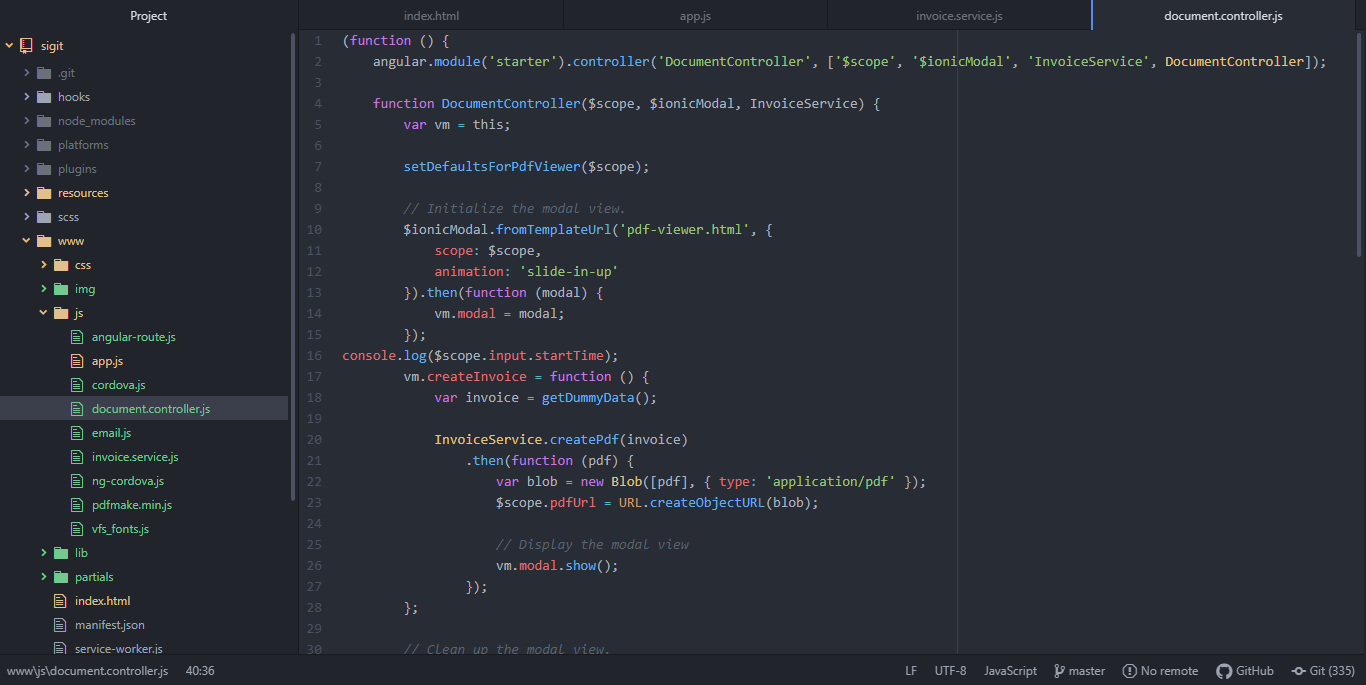 Project
index.html
app.js
invoice.service.js
document.controller.js
sigit
.git
hooks
node_modules
platforms
plugins
resources
scss
www
css
img
js
angular-route.js
app.js
cordova.js
document.controller.js
email.js
invoice.service.js
ng-cordova.js
pdfmake.min.js
vfs_fonts.js
lib
partials
index.html
manifest.json
service-worker.js
1 (function () {
2 angular.module('starter').controller('DocumentController', ['$scope', '$ionicModal', 'InvoiceService', DocumentController]);
3
4 function DocumentController($scope, $ionicModal, InvoiceService) {
5 var vm = this;
6
7 setDefaultsForPdfViewer($scope);
8
9 // Initialize the modal view.
10 $ionicModal.fromTemplateUrl('pdf-viewer.html', {
11 scope: $scope,
12 animation: 'slide-in-up'
13 }).then(function (modal) {
14 vm.modal = modal;
15 });
16 console.log($scope.input.startTime);
17 vm.createInvoice = function () {
18 var invoice = getDummyData();
19
20 InvoiceService.createPdf(invoice)
21 .then(function (pdf) {
22 var blob = new Blob([pdf], { type: 'application/pdf' });
23 $scope.pdfUrl = URL.createObjectURL(blob);
24
25 // Display the modal view
26 vm.modal.show();
27 });
28 };
29
30 // Clean up the modal view.
www\js\document.controller.js 40:36 LF UTF-8 JavaScript master No remote GitHub Git (335)